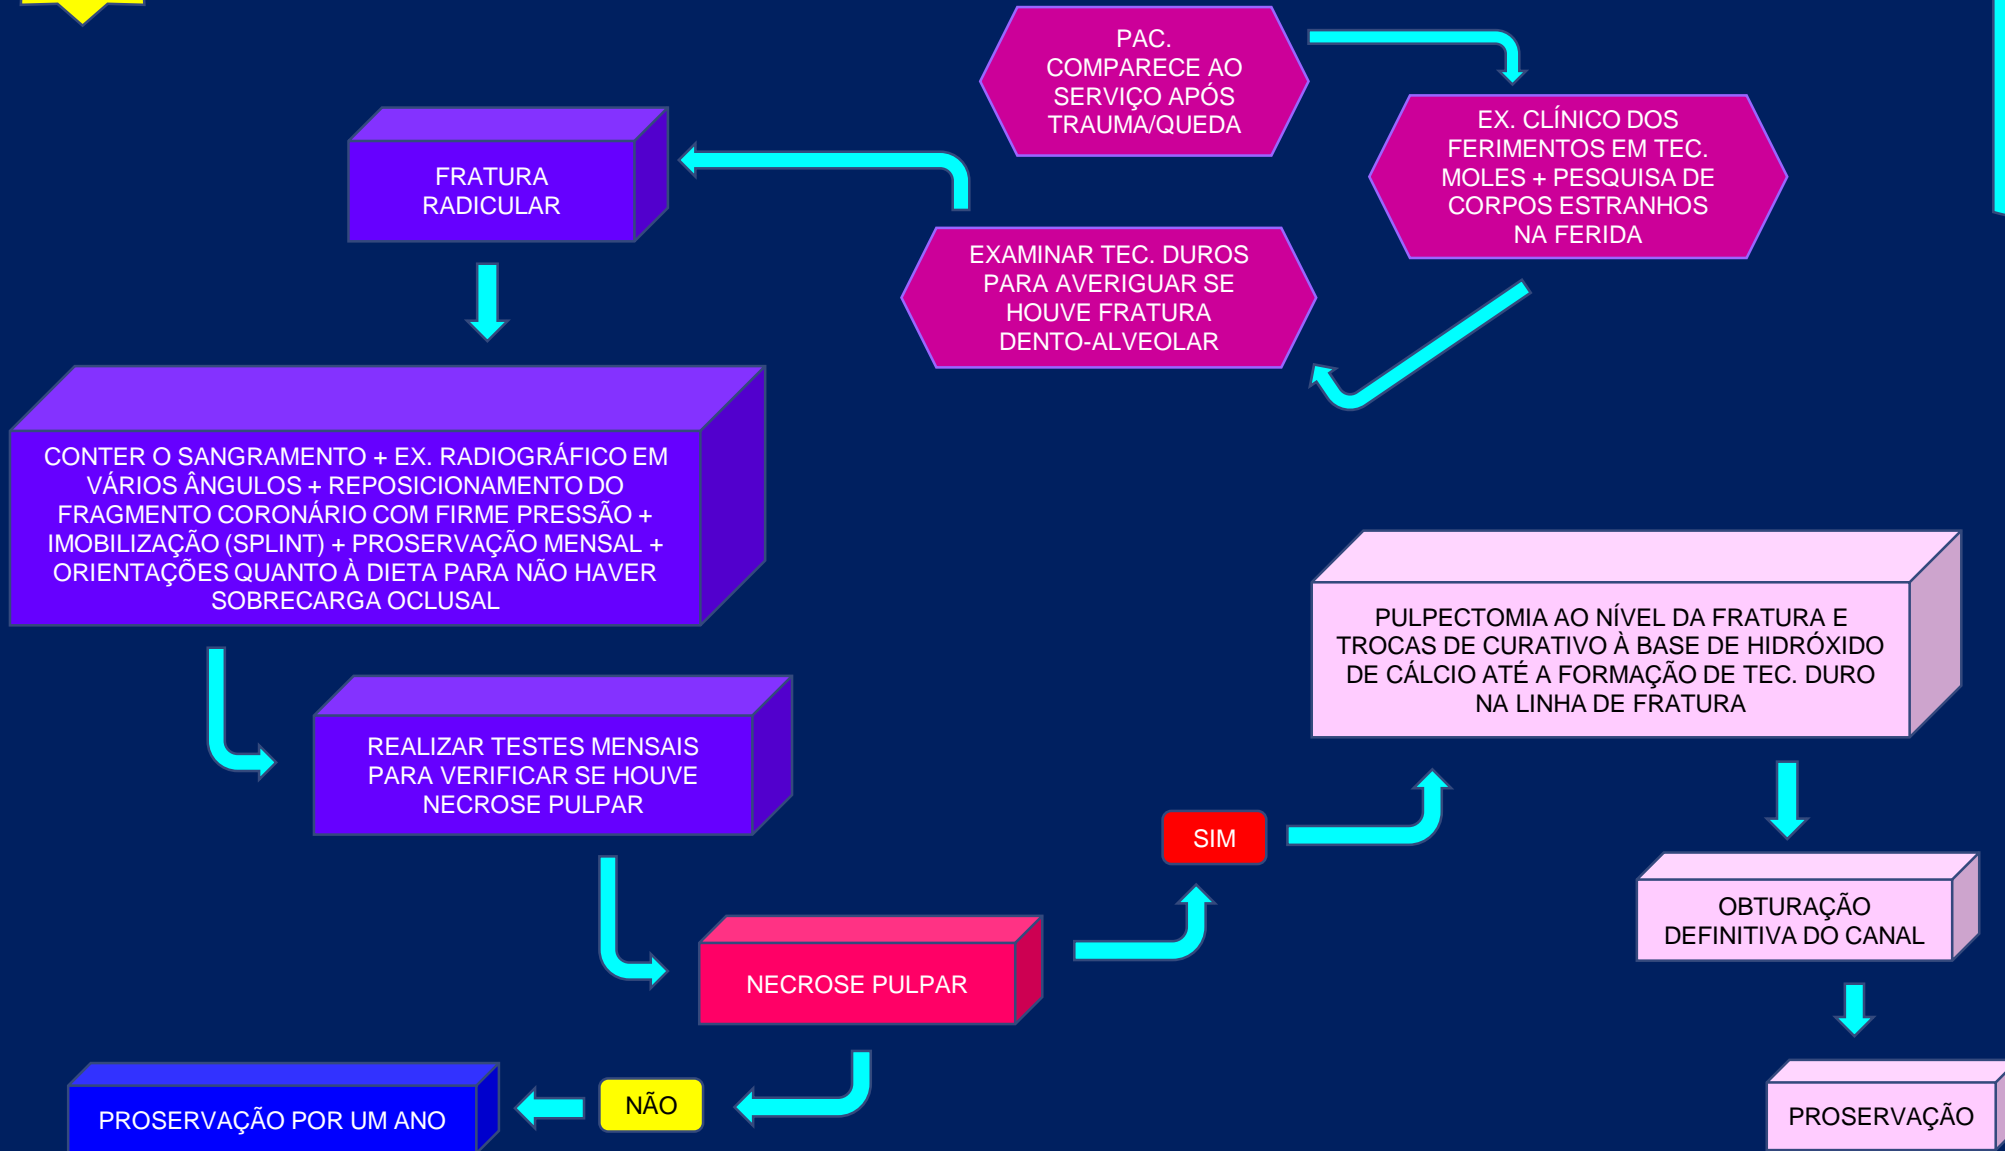 PAC.
COMPARECE AO
SERVIÇO APÓS
TRAUMA/QUEDA
EX. CLÍNICO DOS
FERIMENTOS EM TEC.
MOLES + PESQUISA DE
CORPOS ESTRANHOS
NA FERIDA
EXAMINAR TEC. DUROS
PARA AVERIGUAR SE
HOUVE FRATURA
DENTO-ALVEOLAR
FRATURA
RADICULAR
CONTER O SANGRAMENTO + EX. RADIOGRÁFICO EM
VÁRIOS ÂNGULOS + REPOSICIONAMENTO DO
FRAGMENTO CORONÁRIO COM FIRME PRESSÃO +
IMOBILIZAÇÃO (SPLINT) + PROSERVAÇÃO MENSAL +
ORIENTAÇÕES QUANTO À DIETA PARA NÃO HAVER
SOBRECARGA OCLUSAL
REALIZAR TESTES MENSAIS
PARA VERIFICAR SE HOUVE
NECROSE PULPAR
NECROSE PULPAR
SIM
PULPECTOMIA AO NÍVEL DA FRATURA E
TROCAS DE CURATIVO À BASE DE HIDRÓXIDO
DE CÁLCIO ATÉ A FORMAÇÃO DE TEC. DURO
NA LINHA DE FRATURA
OBTURAÇÃO
DEFINITIVA DO CANAL
PROSERVAÇÃO
NÃO
PROSERVAÇÃO POR UM ANO